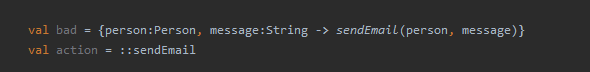 val bad = {person:Person, message:String -> sendEmail(person, message)}
val action = ::sendEmail